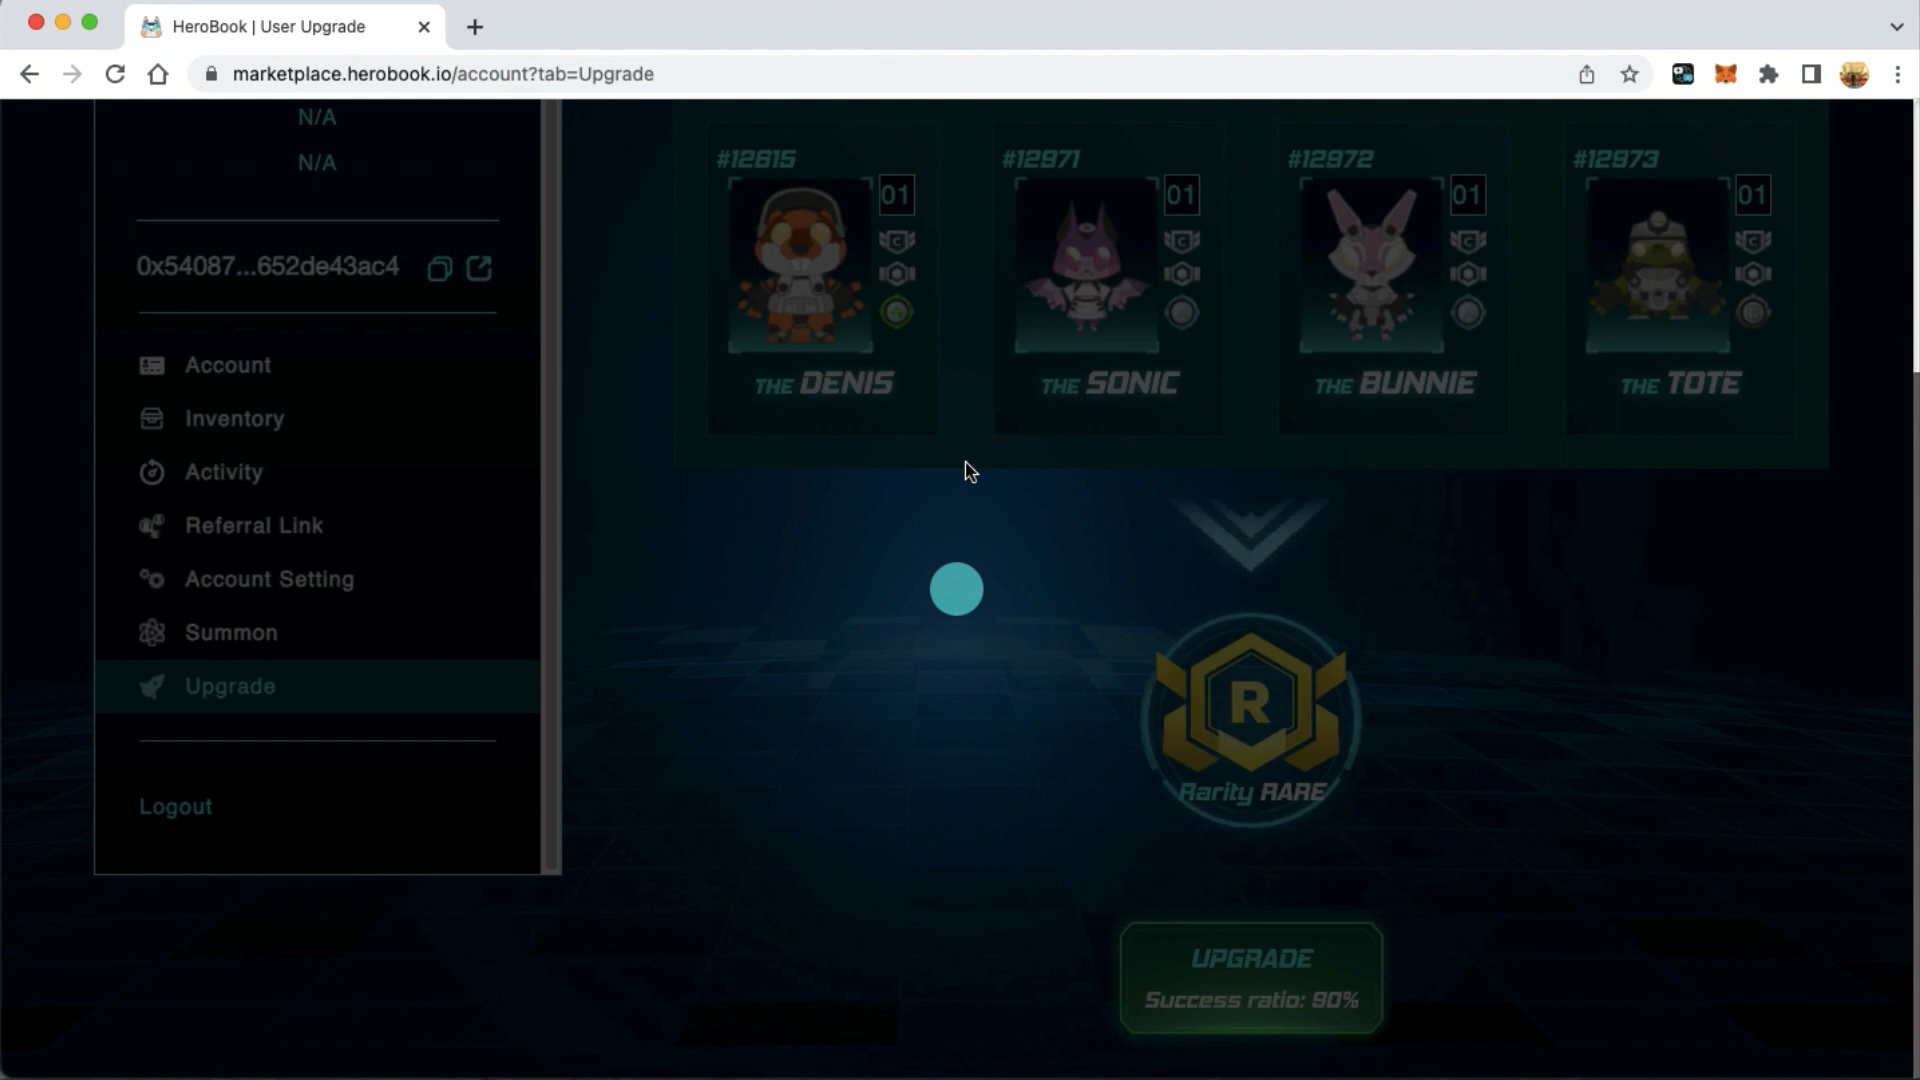 HeroBook | User Upgrade
marketplace.herobook.io/account?tab=Upgrade
N/A
N/A
0x54087...652de43ac4
Account
Inventory
Activity
Referral Link
Account Setting
Summon
Upgrade
Logout
#12615
01
C
THE DENIS
#12971
01
C
THE SONIC
#12972
01
C
THE BUNNIE
#12973
01
C
THE TOTE
R
Rarity RARE
UPGRADE
Success ratio: 90%